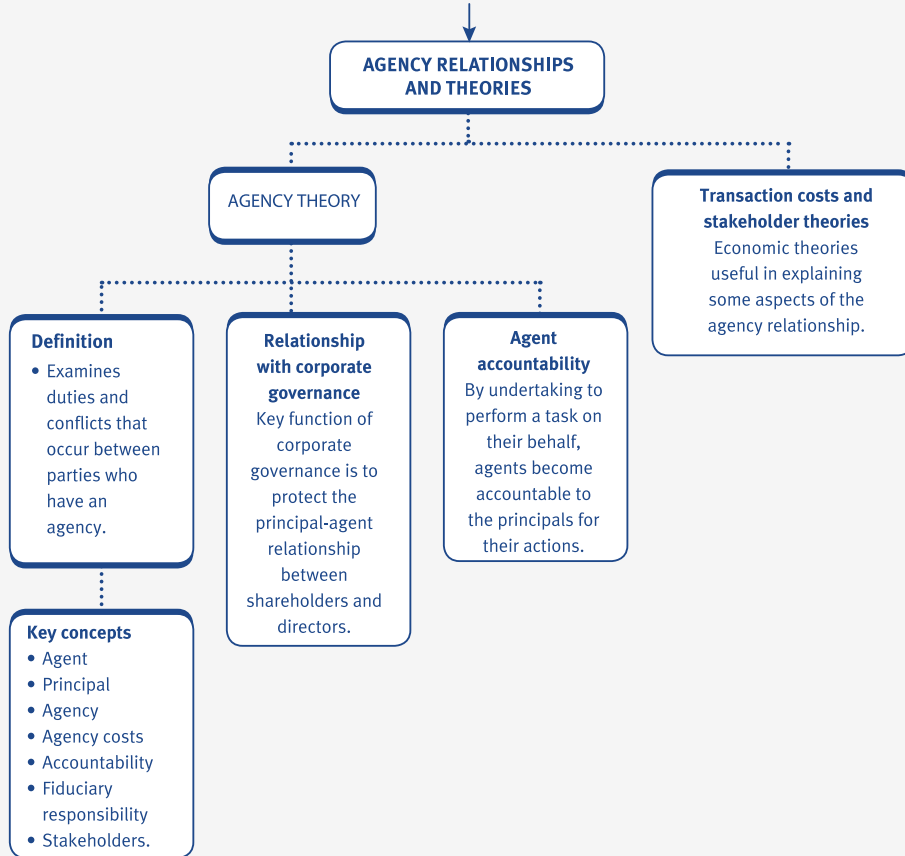 AGENCY RELATIONSHIPS
AND THEORIES
AGENCY THEORY
Transaction costs and
stakeholder theories
Economic theories
useful in explaining
some aspects of the
agency relationship.
Definition
• Examines
duties and
conflicts that
occur between
parties who
have an
agency.
Relationship
with corporate
governance
Key function of
corporate
governance is to
protect the
principal-agent
relationship
between
shareholders and
directors.
Agent
accountability
By undertaking to
perform a task on
their behalf,
agents become
accountable to
the principals for
their actions.
Key concepts
• Agent
• Principal
• Agency
• Agency costs
• Accountability
• Fiduciary
responsibility
• Stakeholders.